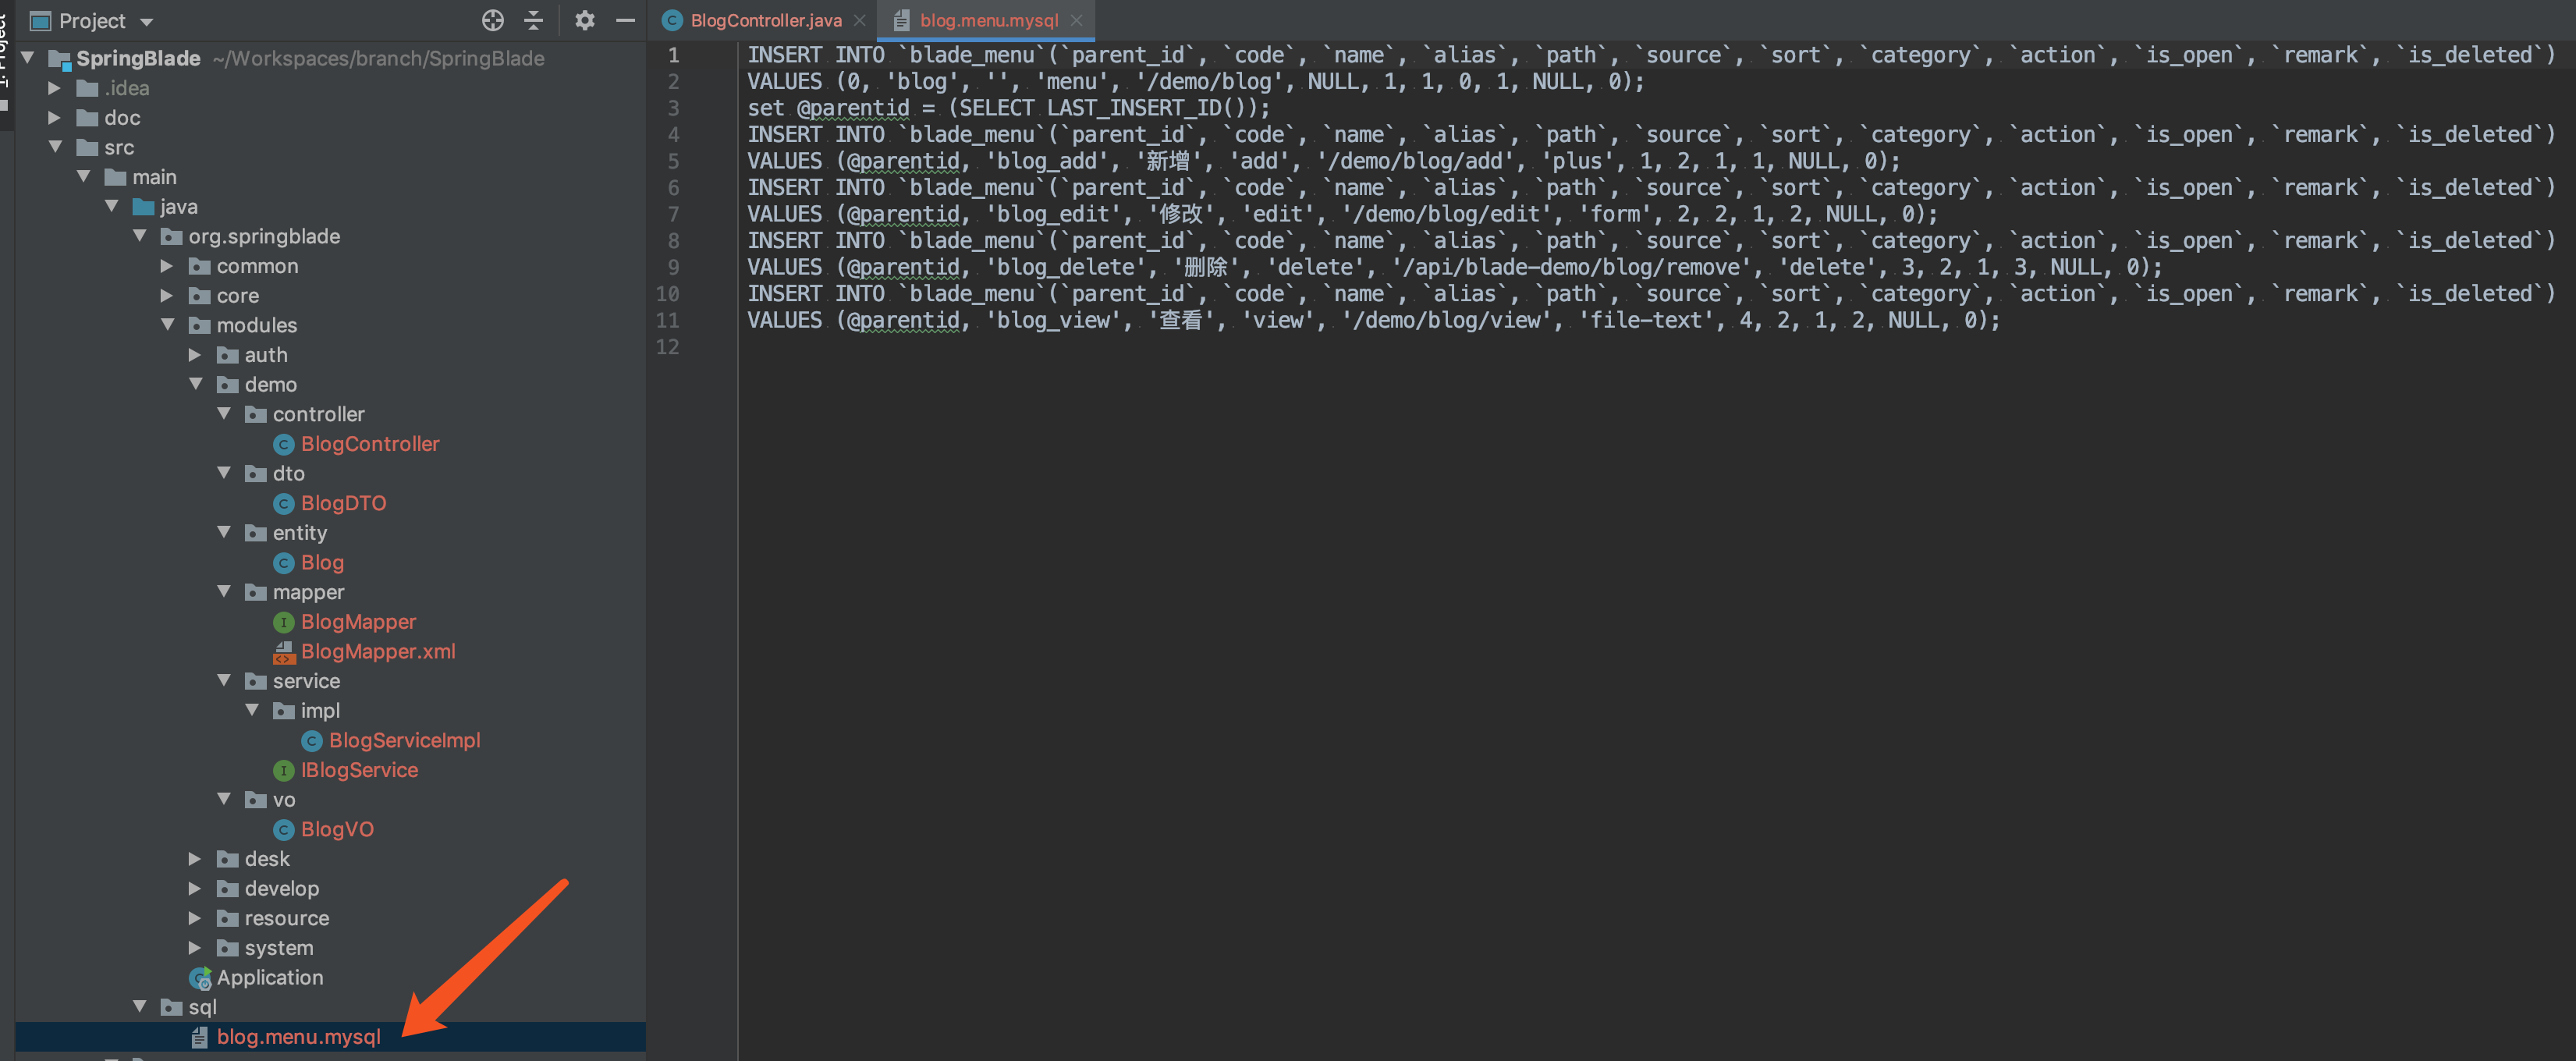 Project
SpringBlade ~/Workspaces/branch/SpringBlade
.idea
doc
src
main
java
org.springblade
common
core
modules
auth
demo
controller
BlogController
dto
BlogDTO
entity
Blog
mapper
BlogMapper
BlogMapper.xml
service
impl
BlogServiceImpl
IBlogService
vo
BlogVO
desk
develop
resource
system
Application
sql
blog.menu.mysql
BlogController.java
blog.menu.mysql
1 INSERT INTO `blade_menu`(`parent_id`, `code`, `name`, `alias`, `path`, `source`, `sort`, `category`, `action`, `is_open`, `remark`, `is_deleted`)
2 VALUES (0, 'blog', '', 'menu', '/demo/blog', NULL, 1, 1, 0, 1, NULL, 0);
3 set @parentid = (SELECT LAST_INSERT_ID());
4 INSERT INTO `blade_menu`(`parent_id`, `code`, `name`, `alias`, `path`, `source`, `sort`, `category`, `action`, `is_open`, `remark`, `is_deleted`)
5 VALUES (@parentid, 'blog_add', '新增', 'add', '/demo/blog/add', 'plus', 1, 2, 1, 1, NULL, 0);
6 INSERT INTO `blade_menu`(`parent_id`, `code`, `name`, `alias`, `path`, `source`, `sort`, `category`, `action`, `is_open`, `remark`, `is_deleted`)
7 VALUES (@parentid, 'blog_edit', '修改', 'edit', '/demo/blog/edit', 'form', 2, 2, 1, 2, NULL, 0);
8 INSERT INTO `blade_menu`(`parent_id`, `code`, `name`, `alias`, `path`, `source`, `sort`, `category`, `action`, `is_open`, `remark`, `is_deleted`)
9 VALUES (@parentid, 'blog_delete', '删除', 'delete', '/api/blade-demo/blog/remove', 'delete', 3, 2, 1, 3, NULL, 0);
10 INSERT INTO `blade_menu`(`parent_id`, `code`, `name`, `alias`, `path`, `source`, `sort`, `category`, `action`, `is_open`, `remark`, `is_deleted`)
11 VALUES (@parentid, 'blog_view', '查看', 'view', '/demo/blog/view', 'file-text', 4, 2, 1, 2, NULL, 0);
12